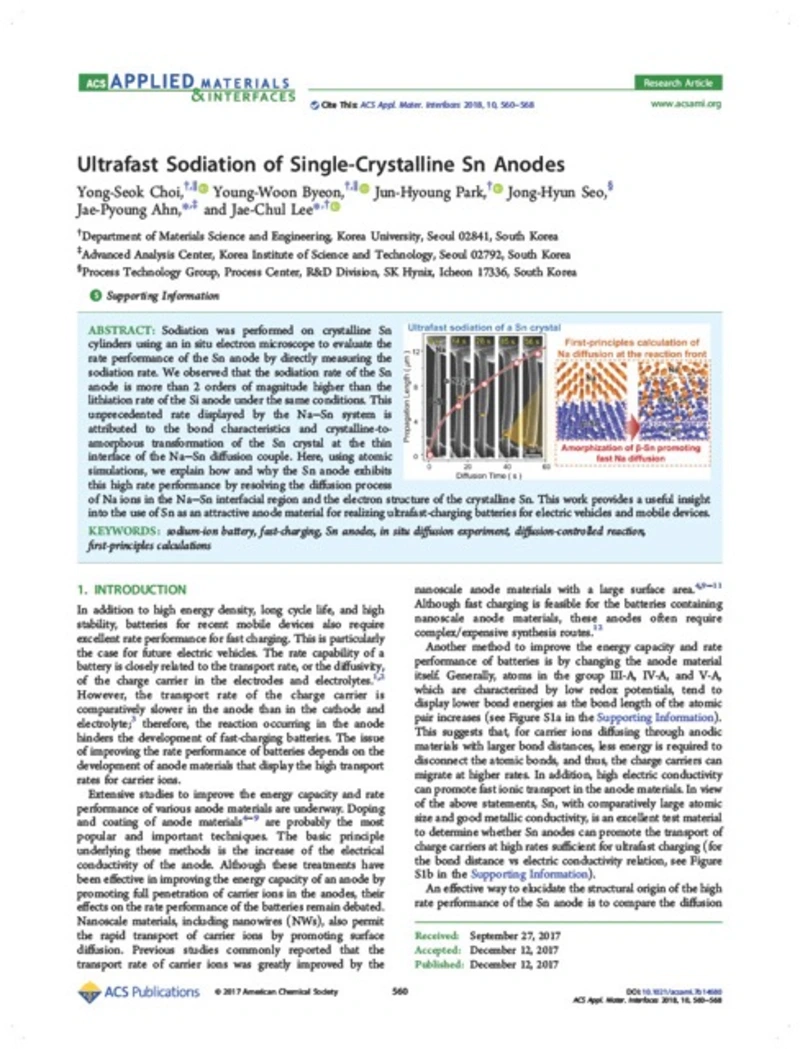 ACS APPLIED MATERIALS
& INTERFACES
Research Article
Cite This: ACS Appl. Mater. Interfaces 2018, 10, 560−568
www.acsami.org
Ultrafast Sodiation of Single-Crystalline Sn Anodes
Yong-Seok Choi,†,∥ Young-Woon Byeon,†,∥ Jun-Hyoung Park,† Jong-Hyun Seo,§
Jae-Pyoung Ahn,*,‡ and Jae-Chul Lee*,†
†Department of Materials Science and Engineering, Korea University, Seoul 02841, South Korea
‡Advanced Analysis Center, Korea Institute of Science and Technology, Seoul 02792, South Korea
§Process Technology Group, Process Center, R&D Division, SK Hynix, Icheon 17336, South Korea
S Supporting Information
ABSTRACT: Sodiation was performed on crystalline Sn
cylinders using an in situ electron microscope to evaluate the
rate performance of the Sn anode by directly measuring the
sodiation rate. We observed that the sodiation rate of the Sn
anode is more than 2 orders of magnitude higher than the
lithiation rate of the Si anode under the same conditions. This
unprecedented rate displayed by the Na−Sn system is
attributed to the bond characteristics and crystalline-to-
amorphous transformation of the Sn crystal at the thin
interface of the Na−Sn diffusion couple. Here, using atomic
simulations, we explain how and why the Sn anode exhibits
this high rate performance by resolving the diffusion process
of Na ions in the Na−Sn interfacial region and the electron structure of the crystalline Sn. This work provides a useful insight
into the use of Sn as an attractive anode material for realizing ultrafast-charging batteries for electric vehicles and mobile devices.
Ultrafast sodiation of a Sn crystal
Propagation Length (μm)
12
8
4
0
0 20 40 60
Diffusion Time (s)
First-principles calculation of
Na diffusion at the reaction front
Amorphization of β-Sn promoting
fast Na diffusion
KEYWORDS: sodium-ion battery, fast-charging, Sn anodes, in situ diffusion experiment, diffusion-controlled reaction,
first-principles calculations
1. INTRODUCTION
In addition to high energy density, long cycle life, and high
stability, batteries for recent mobile devices also require
excellent rate performance for fast charging. This is particularly
the case for future electric vehicles. The rate capability of a
battery is closely related to the transport rate, or the diffusivity,
of the charge carrier in the electrodes and electrolytes.1,2
However, the transport rate of the charge carrier is
comparatively slower in the anode than in the cathode and
electrolyte;3 therefore, the reaction occurring in the anode
hinders the development of fast-charging batteries. The issue
of improving the rate performance of batteries depends on the
development of anode materials that display the high transport
rates for carrier ions.
Extensive studies to improve the energy capacity and rate
performance of various anode materials are underway. Doping
and coating of anode materials4−9 are probably the most
popular and important techniques. The basic principle
underlying these methods is the increase of the electrical
conductivity of the anode. Although these treatments have
been effective in improving the energy capacity of an anode by
promoting full penetration of carrier ions in the anodes, their
effects on the rate performance of the batteries remain debated.
Nanoscale materials, including nanowires (NWs), also permit
the rapid transport of carrier ions by promoting surface
diffusion. Previous studies commonly reported that the
transport rate of carrier ions was greatly improved by the
nanoscale anode materials with a large surface area.4,9−11
Although fast charging is feasible for the batteries containing
nanoscale anode materials, these anodes often require
complex/expensive synthesis routes.12
Another method to improve the energy capacity and rate
performance of batteries is by changing the anode material
itself. Generally, atoms in the group III-A, IV-A, and V-A,
which are characterized by low redox potentials, tend to
display lower bond energies as the bond length of the atomic
pair increases (see Figure S1a in the Supporting Information).
This suggests that, for carrier ions diffusing through anodic
materials with larger bond distances, less energy is required to
disconnect the atomic bonds, and thus, the charge carriers can
migrate at higher rates. In addition, high electric conductivity
can promote fast ionic transport in the anode materials. In view
of the above statements, Sn, with comparatively large atomic
size and good metallic conductivity, is an excellent test material
to determine whether Sn anodes can promote the transport of
charge carriers at high rates sufficient for ultrafast charging (for
the bond distance vs electric conductivity relation, see Figure
S1b in the Supporting Information).
An effective way to elucidate the structural origin of the high
rate performance of the Sn anode is to compare the diffusion
Received: September 27, 2017
Accepted: December 12, 2017
Published: December 12, 2017
ACS Publications
© 2017 American Chemical Society
560
DOI: 10.1021/acsami.7b14680
ACS Appl. Mater. Interfaces 2018, 10, 560−568